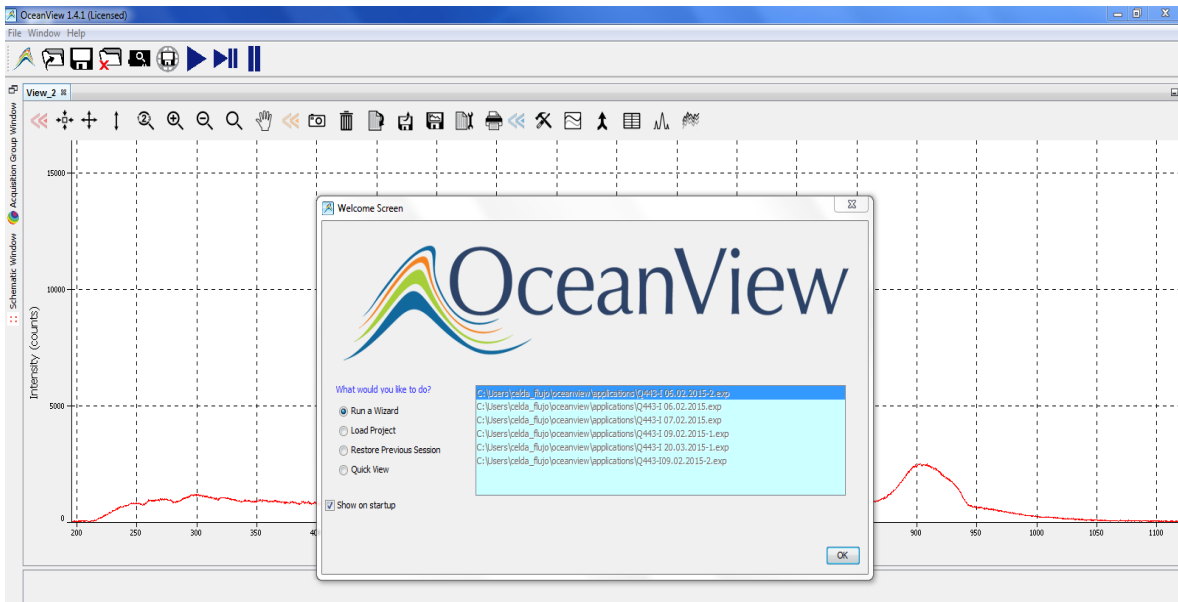 OceanView 1.4.1 (Licensed)
File Window Help
View_2
Acquisition Group Window
Schematic Window
Intensity (counts)
15000
10000
5000
0
200 250 300 350 40 900 950 1000 1050 1100
Welcome Screen
OceanView
What would you like to do?
Run a Wizard
Load Project
Restore Previous Session
Quick View
Show on startup
C:\Users\celda_flujo\oceanview\applications\Q443-I 06.02.2015-2.exp
C:\Users\celda_flujo\oceanview\applications\Q443-I 06.02.2015.exp
C:\Users\celda_flujo\oceanview\applications\Q443-I 07.02.2015.exp
C:\Users\celda_flujo\oceanview\applications\Q443-I 09.02.2015-1.exp
C:\Users\celda_flujo\oceanview\applications\Q443-I 20.03.2015-1.exp
C:\Users\celda_flujo\oceanview\applications\Q443-I09.02.2015-2.exp
OK